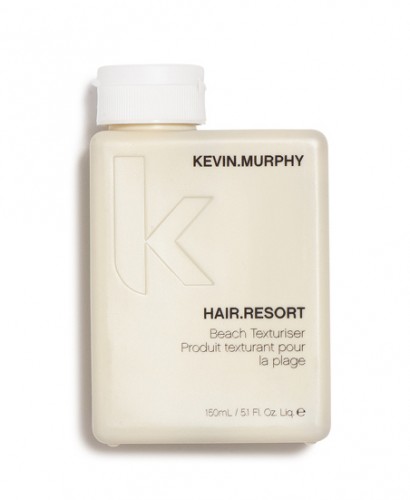 K
KEVIN.MURPHY
HAIR.RESORT
Beach Texturiser
Produit texturant pour
la plage
150mL / 5.1 Fl. Oz. Liq. e